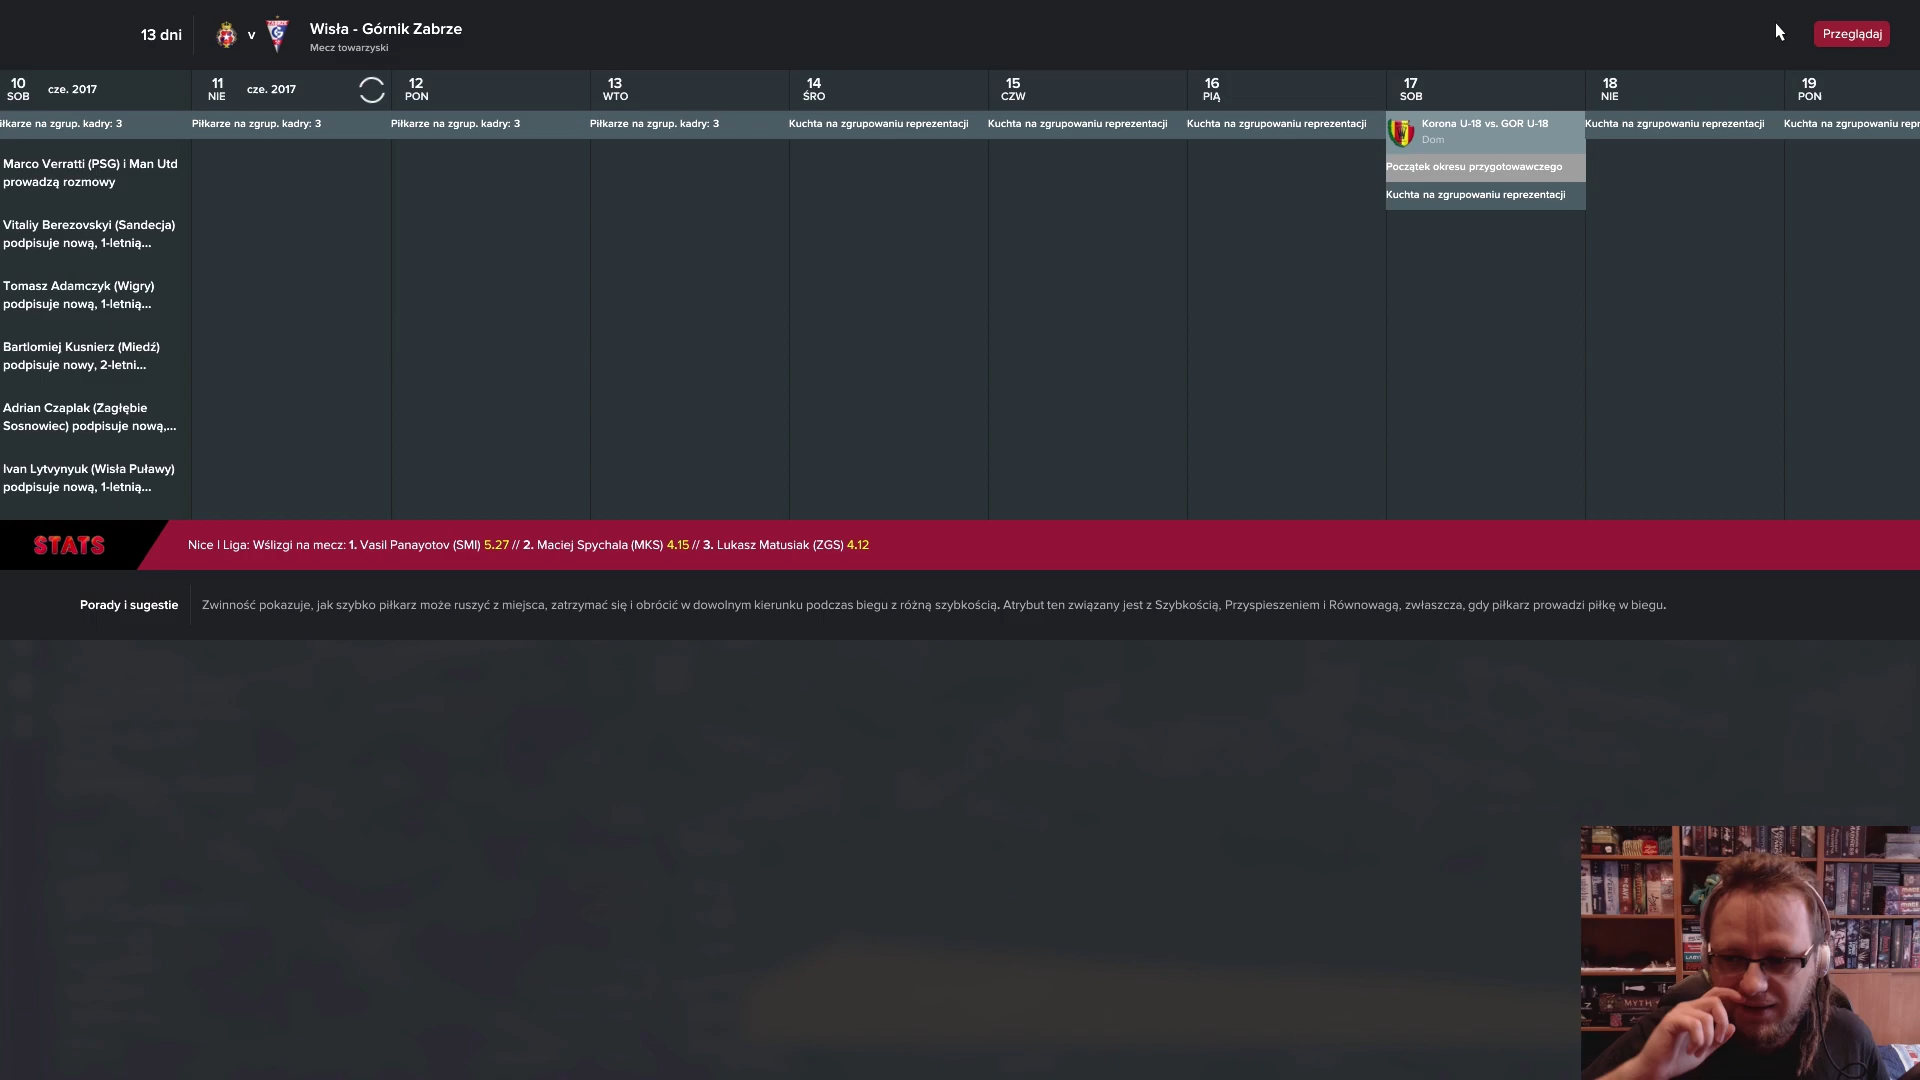 13 dni
v
Wisła - Górnik Zabrze
Mecz towarzyski
Przeglądaj
10 SOB cze. 2017
11 NIE cze. 2017
12 PON
13 WTO
14 ŚRO
15 CZW
16 PIĄ
17 SOB
18 NIE
19 PON
iłkarze na zgrup. kadry: 3
Piłkarze na zgrup. kadry: 3
Piłkarze na zgrup. kadry: 3
Piłkarze na zgrup. kadry: 3
Kuchta na zgrupowaniu reprezentacji
Kuchta na zgrupowaniu reprezentacji
Kuchta na zgrupowaniu reprezentacji
Korona U-18 vs. GOR U-18
Dom
Początek okresu przygotowawczego
Kuchta na zgrupowaniu reprezentacji
Kuchta na zgrupowaniu reprezentacji
Kuchta na zgrupowaniu repr
Marco Verratti (PSG) i Man Utd
prowadzą rozmowy
Vitaliy Berezovskyi (Sandecja)
podpisuje nową, 1-letnią...
Tomasz Adamczyk (Wigry)
podpisuje nową, 1-letnią...
Bartlomiej Kusnierz (Miedź)
podpisuje nowy, 2-letni...
Adrian Czaplak (Zagłębie
Sosnowiec) podpisuje nową,...
Ivan Lytvynyuk (Wisła Puławy)
podpisuje nową, 1-letnią...
STATS
Nice I Liga: Wślizgi na mecz: 1. Vasil Panayotov (SMI) 5.27 // 2. Maciej Spychala (MKS) 4.15 // 3. Lukasz Matusiak (ZGS) 4.12
Porady i sugestie
Zwinność pokazuje, jak szybko piłkarz może ruszyć z miejsca, zatrzymać się i obrócić w dowolnym kierunku podczas biegu z różną szybkością. Atrybut ten związany jest z Szybkością, Przyspieszeniem i Równowagą, zwłaszcza, gdy piłkarz prowadzi piłkę w biegu.
MYTH